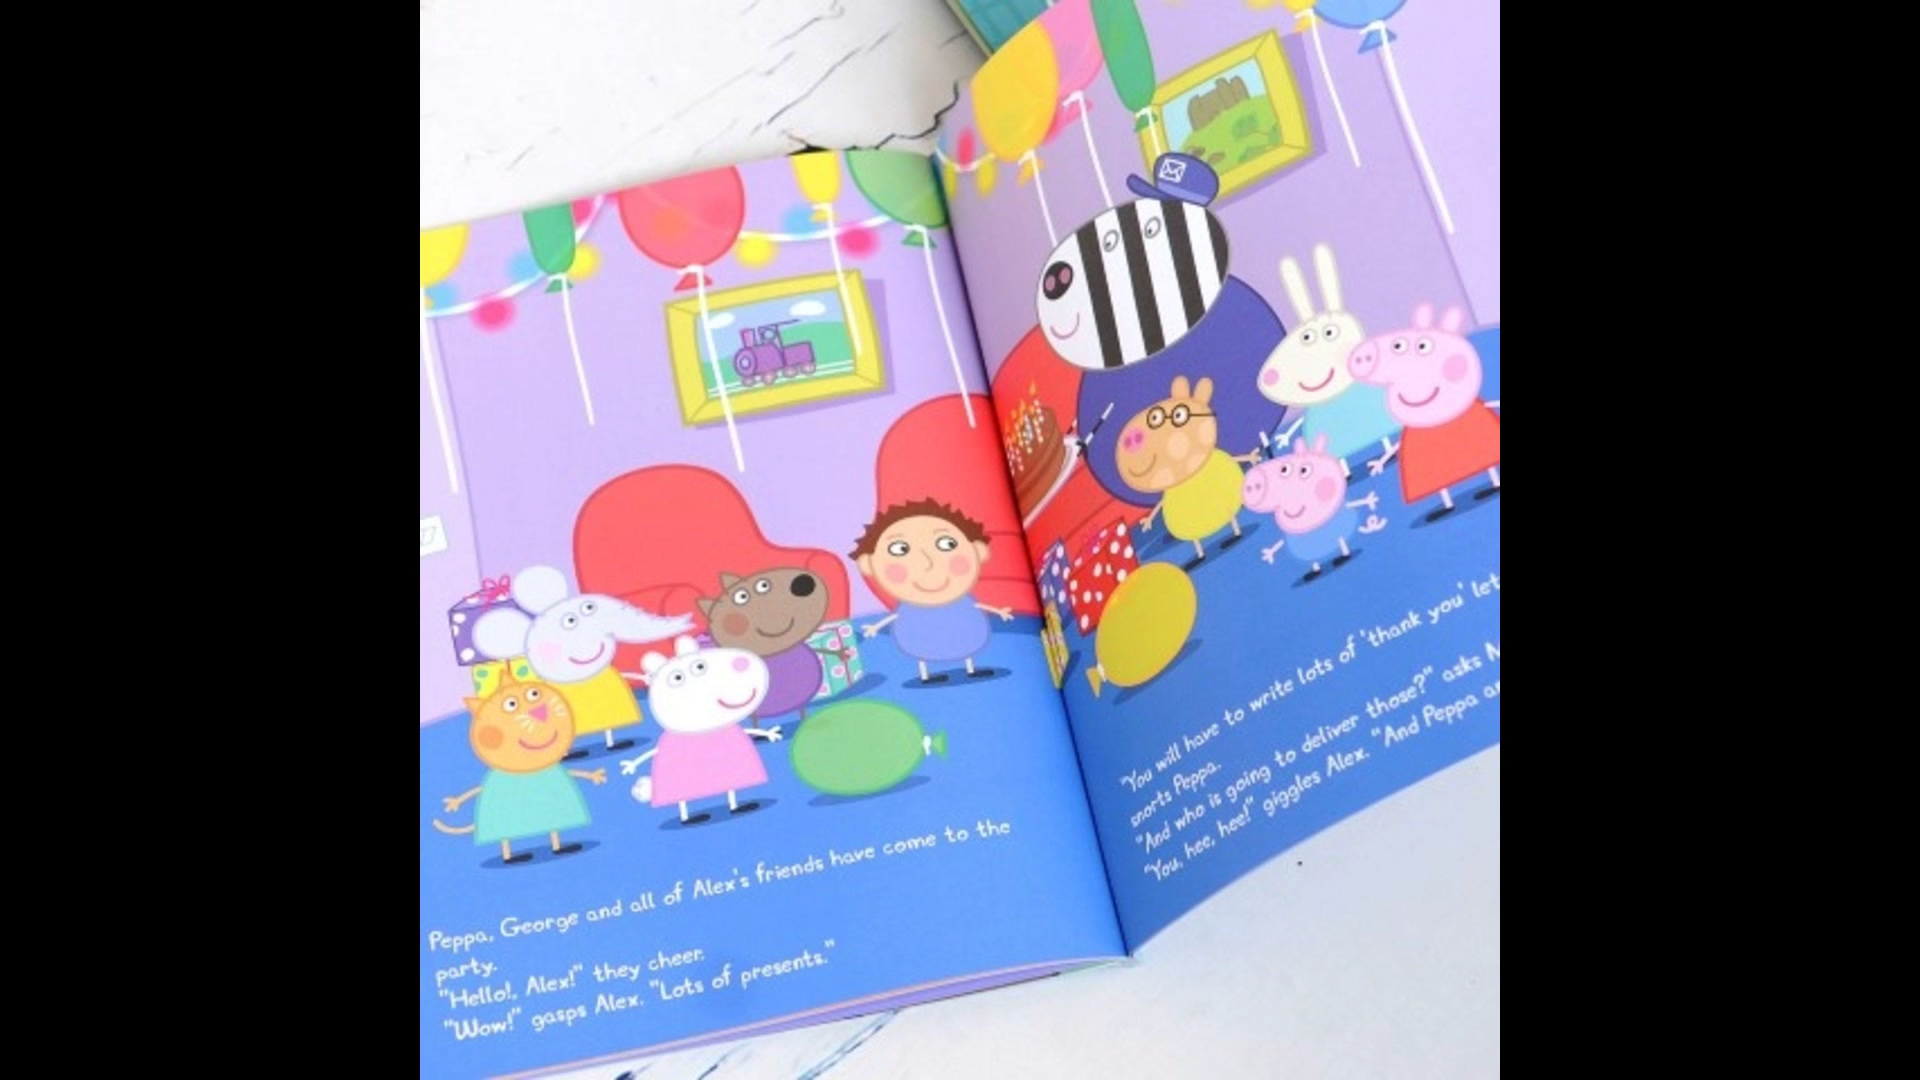 Peppa, George and all of Alex's friends have come to the
party.
"Hello!, Alex!" they cheer.
"Wow!" gasps Alex. "Lots of presents."
"You will have to write lots of 'thank you' let
snorts Peppa.
"And who is going to deliver those?" asks M
"You, hee, hee!" giggles Alex. "And Peppa a